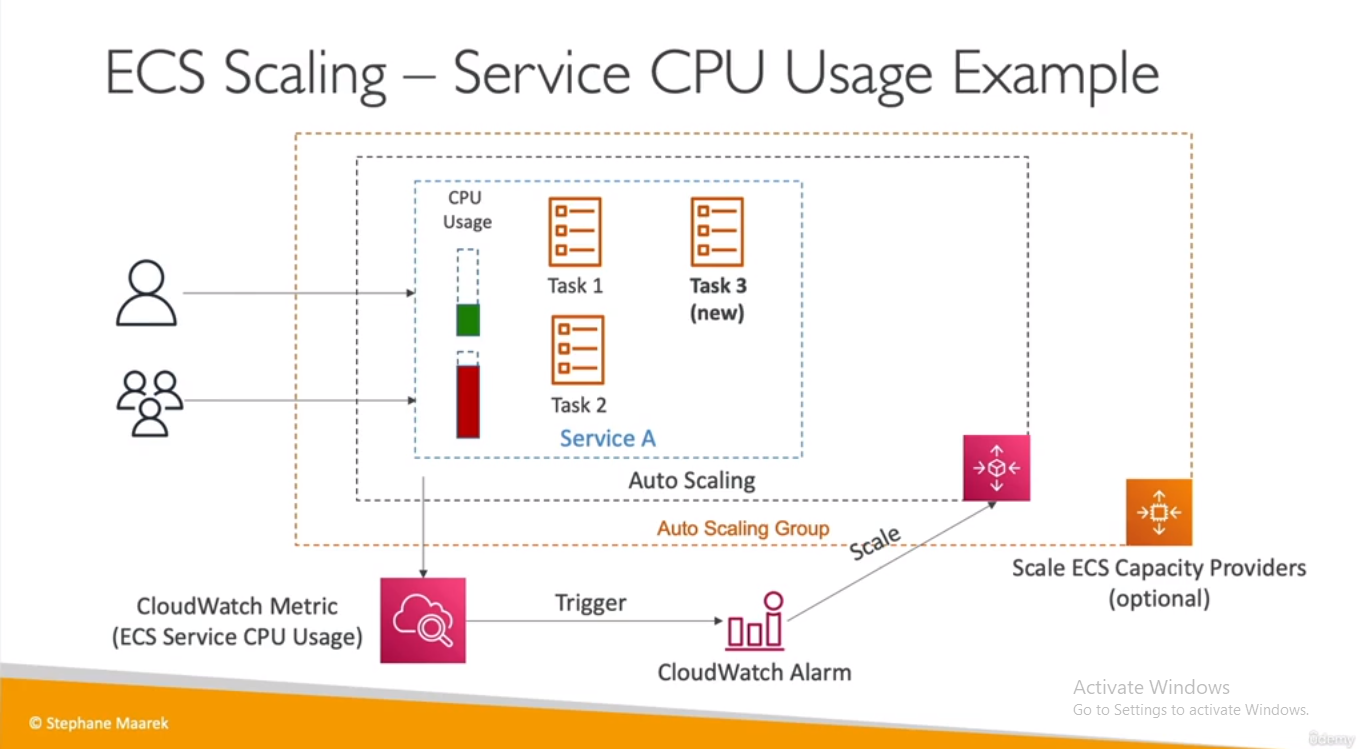 ECS Scaling – Service CPU Usage Example
CPU
Usage
Task 1
Task 3
(new)
Task 2
Service A
Auto Scaling
Auto Scaling Group
Scale
Scale ECS Capacity Providers
(optional)
CloudWatch Metric
(ECS Service CPU Usage)
Trigger
CloudWatch Alarm
Activate Windows
Go to Settings to activate Windows.
© Stephane Maarek
ûdemy